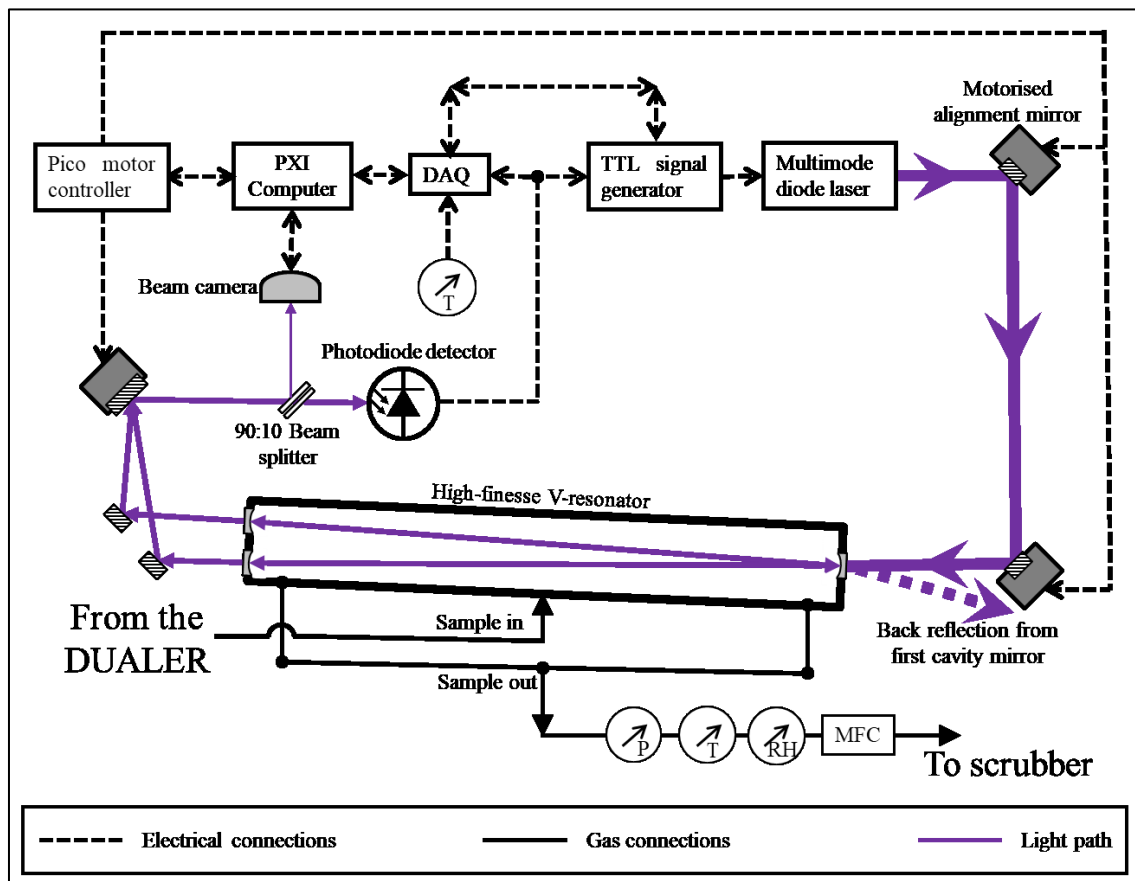 Motorised
alignment mirror
Pico motor
controller
PXI
Computer
DAQ
TTL signal
generator
Multimode
diode laser
Beam camera
T
Photodiode detector
90:10 Beam
splitter
High-finesse V-resonator
From the
DUALER
Sample in
Back reflection from
first cavity mirror
Sample out
P
T
RH
MFC
To scrubber
Electrical connections
Gas connections
Light path